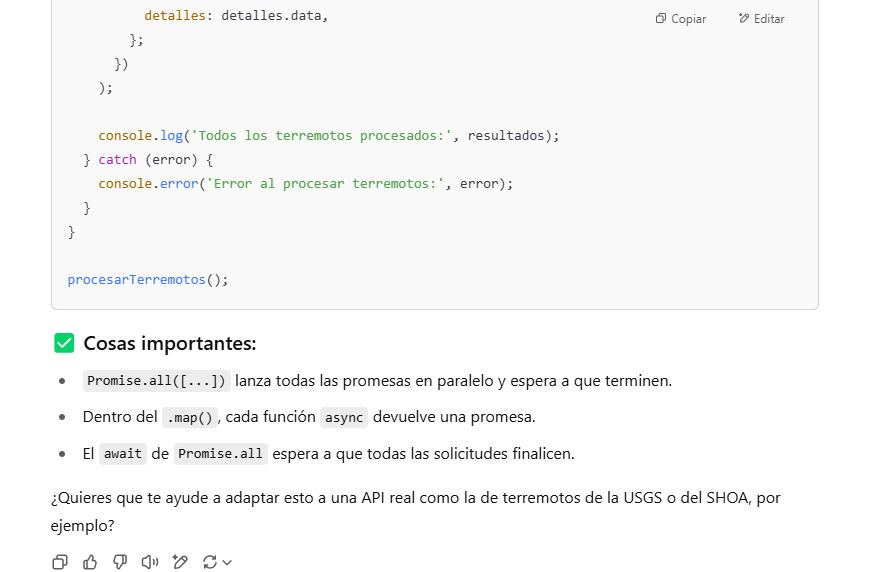 detalles: detalles.data,
Copiar
Editar
};
})
);
console.log('Todos los terremotos procesados:', resultados);
} catch (error) {
console.error('Error al procesar terremotos:', error);
}
}
procesarTerremotos();
Cosas importantes:
Promise.all([...]) lanza todas las promesas en paralelo y espera a que terminen.
Dentro del .map(), cada función async devuelve una promesa.
El await de Promise.all espera a que todas las solicitudes finalicen.
¿Quieres que te ayude a adaptar esto a una API real como la de terremotos de la USGS o del SHOA, por
ejemplo?